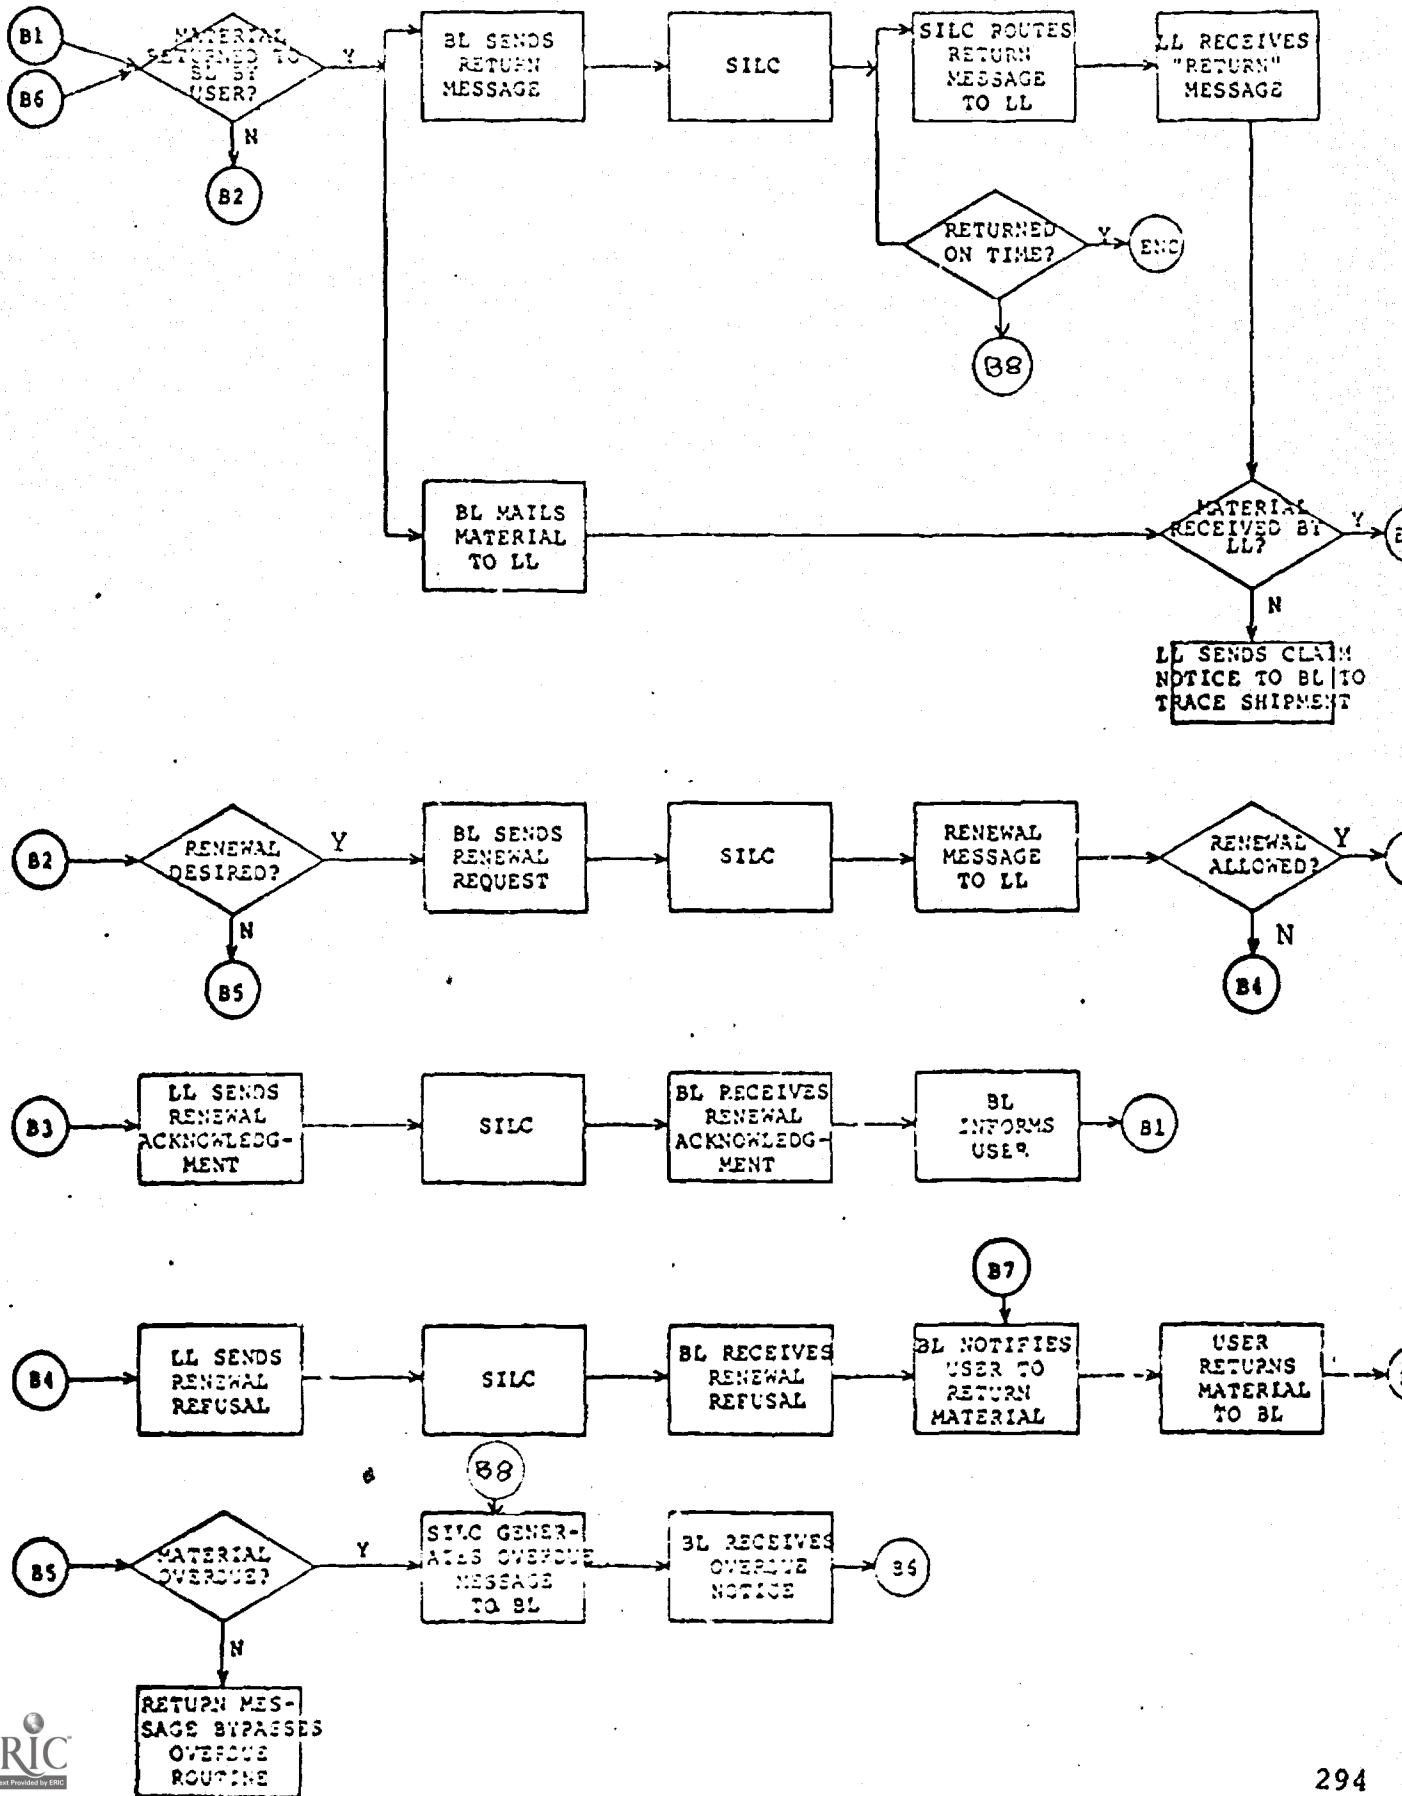 B1
B6
MATERIAL
RETURNED TO
BL BY
USER?
Y
N
B2
BL SENDS
RETURN
MESSAGE
SILC
SILC ROUTES
RETURN
MESSAGE
TO LL
LL RECEIVES
"RETURN"
MESSAGE
RETURNED
ON TIME?
Y
END
B8
BL MAILS
MATERIAL
TO LL
MATERIAL
RECEIVED BY
LL?
Y
N
LL SENDS CLAIM
NOTICE TO BL TO
TRACE SHIPMENT
B2
RENEWAL
DESIRED?
Y
N
B5
BL SENDS
RENEWAL
REQUEST
SILC
RENEWAL
MESSAGE
TO LL
RENEWAL
ALLOWED?
Y
N
B4
B3
LL SENDS
RENEWAL
ACKNOWLEDG-
MENT
SILC
BL RECEIVES
RENEWAL
ACKNOWLEDG-
MENT
BL
INFORMS
USER
B1
B7
B4
LL SENDS
RENEWAL
REFUSAL
SILC
BL RECEIVES
RENEWAL
REFUSAL
BL NOTIFIES
USER TO
RETURN
MATERIAL
USER
RETURNS
MATERIAL
TO BL
B8
B5
MATERIAL
OVERDUE?
Y
N
SILC GENER-
ATES OVERDUE
MESSAGE
TO BL
BL RECEIVES
OVERDUE
NOTICE
B6
RETURN MES-
SAGE BYPASSES
OVERDUE
ROUTINE
RIC
ext Provided by ERIC
294